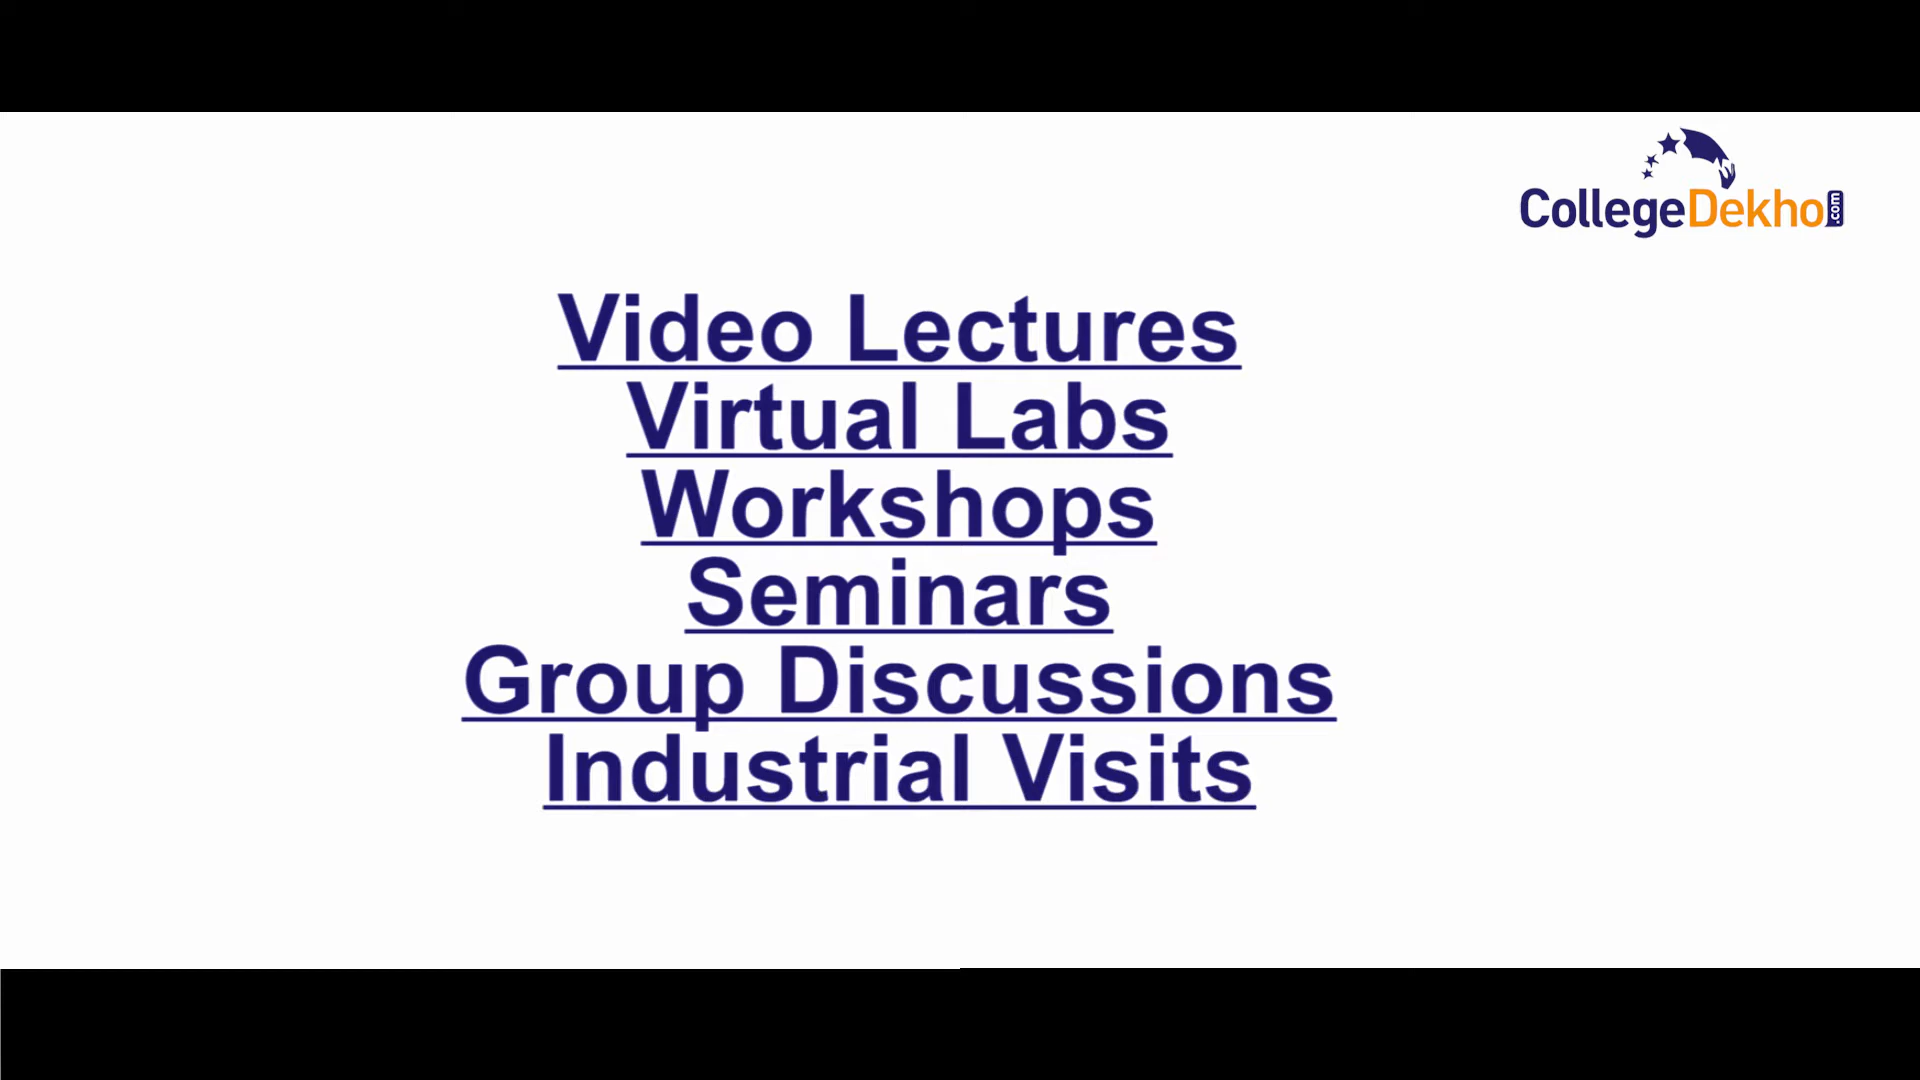 CollegeDekho.com
Video Lectures
Virtual Labs
Workshops
Seminars
Group Discussions
Industrial Visits